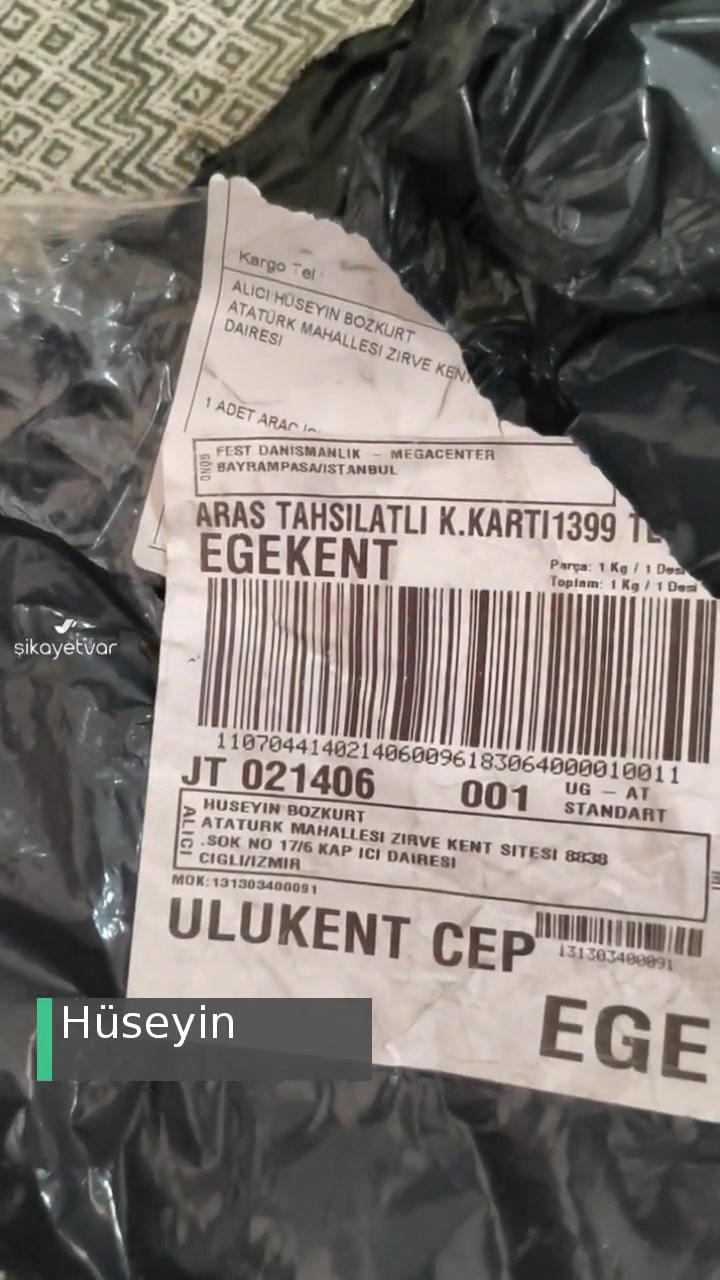 Kargo Tel :
ALICI:HÜSEYIN BOZKURT
ATATÜRK MAHALLESI ZIRVE KENT
DAIRESI
1 ADET ARAÇ
GÖND
FEST DANISMANLIK - MEGACENTER
BAYRAMPASA/ISTANBUL
ARAS TAHSILATLI K.KARTI1399 TL
EGEKENT
Parça: 1 Kg / 1 Desi
Toplam: 1 Kg / 1 Desi
1107044140214060096183064000010011
JT 021406
001
UG - AT
STANDART
ALICI
HUSEYIN BOZKURT
ATATURK MAHALLESI ZIRVE KENT SITESI 8838
.SOK NO 17/6 KAP ICI DAIRESI
CIGLI/IZMIR
MOK:131303400091
ULUKENT CEP
131303400091
EGE
şikayetvar
Hüseyin